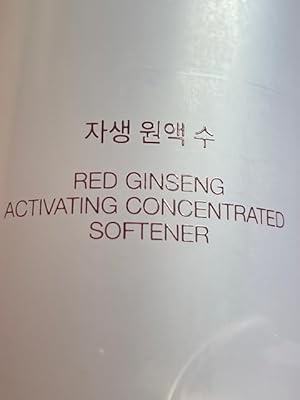 자생 원액 수
RED GINSENG
ACTIVATING CONCENTRATED
SOFTENER